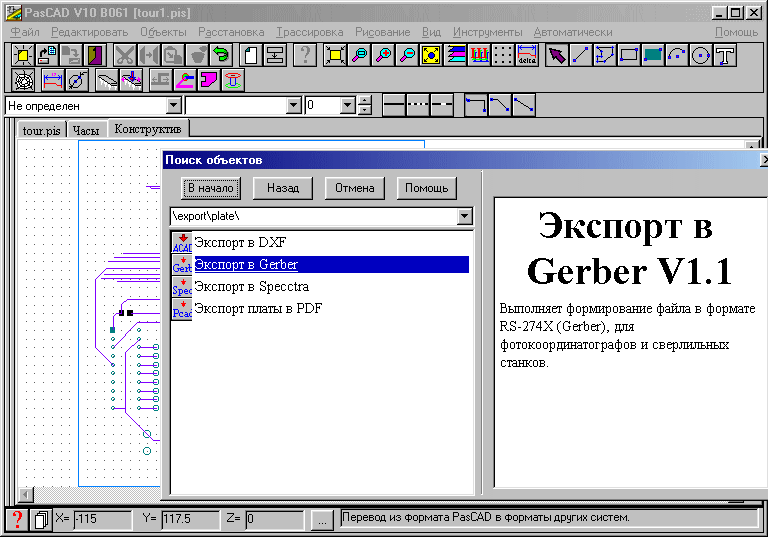 PasCAD V10 B061 [tour1.pis]
Файл Редактировать Объекты Расстановка Трассировка Рисование Вид Инструменты Автоматически Помощь
delta
Не определен 0
tour.pis Часы Конструктив
Поиск объектов
В начало Назад Отмена Помощь
\export\plate\
ACAD Экспорт в DXF
Gerb Экспорт в Gerber
Spec Экспорт в Specctra
Pcad Экспорт платы в PDF
Экспорт в
Gerber V1.1
Выполняет формирование файла в формате
RS-274X (Gerber), для
фотокоординатографов и сверлильных
станков.
X= -115 Y= 117.5 Z= 0 ... Перевод из формата PasCAD в форматы других систем.